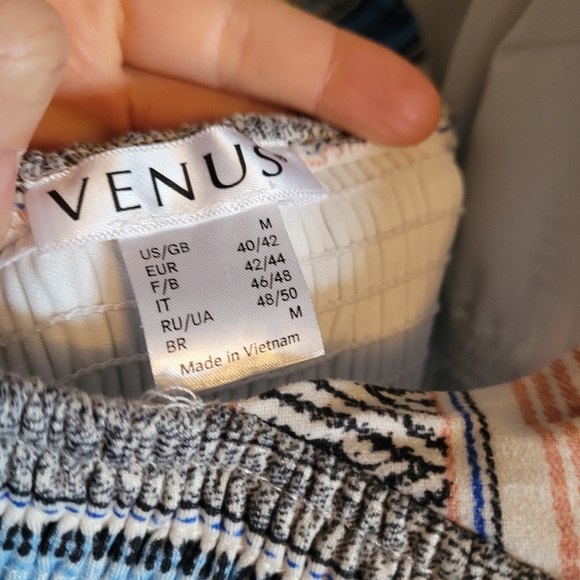 VENUS
US/GB M
EUR 40/42
F/B 42/44
IT 46/48
RU/UA 48/50
BR M
Made in Vietnam